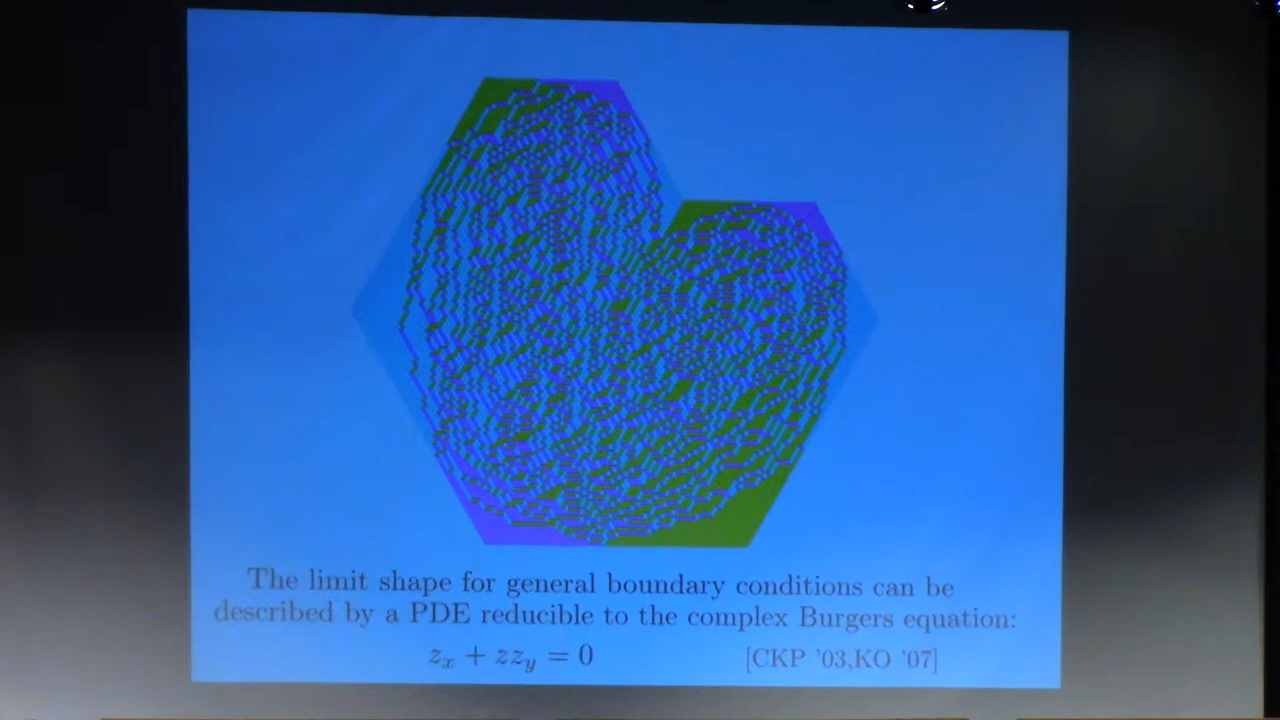 The limit shape for general boundary conditions can be
described by a PDE reducible to the complex Burgers equation:
z_x + zz_y = 0 [CKP '03,KO '07]